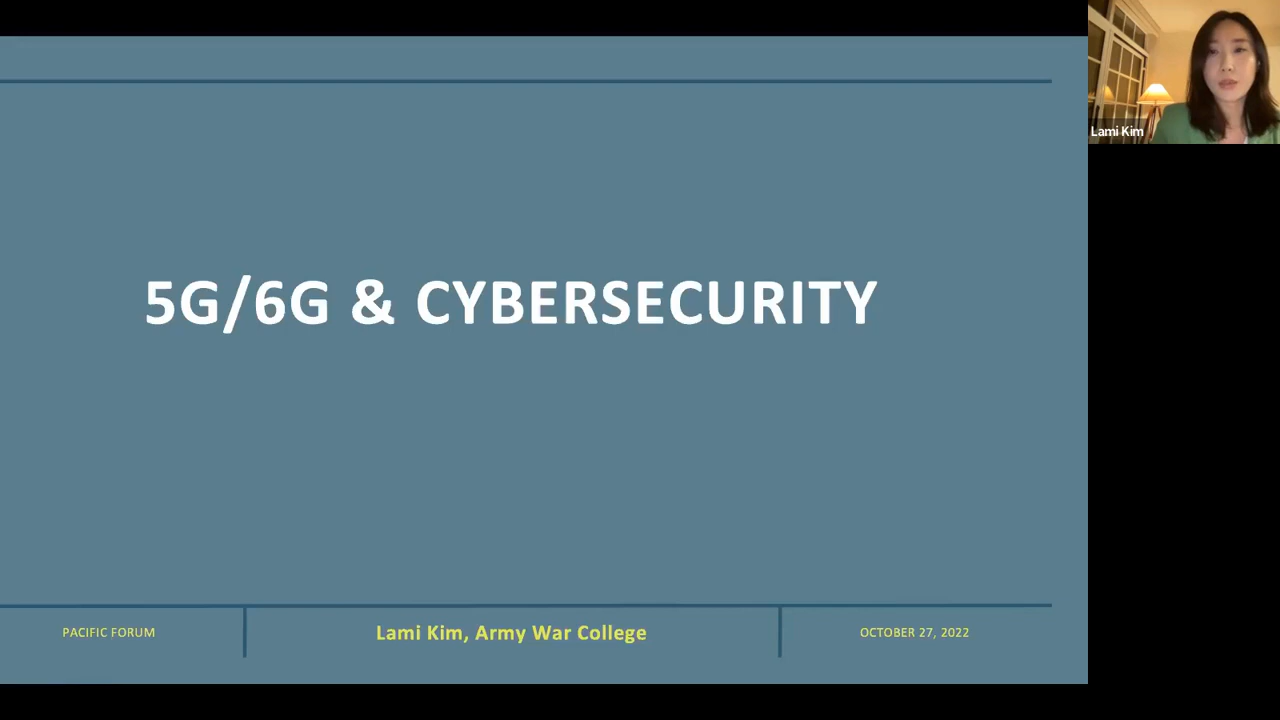 5G/6G & CYBERSECURITY
PACIFIC FORUM
Lami Kim, Army War College
OCTOBER 27, 2022
Lami Kim